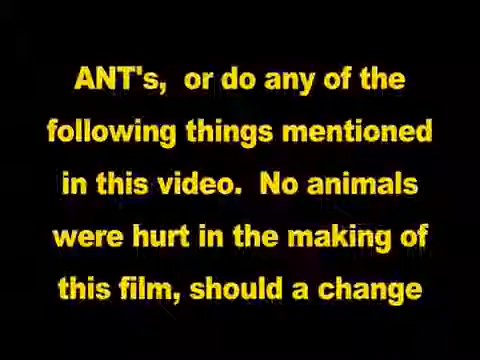 ANT's,  or do any of the
following things mentioned
in this video.  No animals
were hurt in the making of
this film, should a change